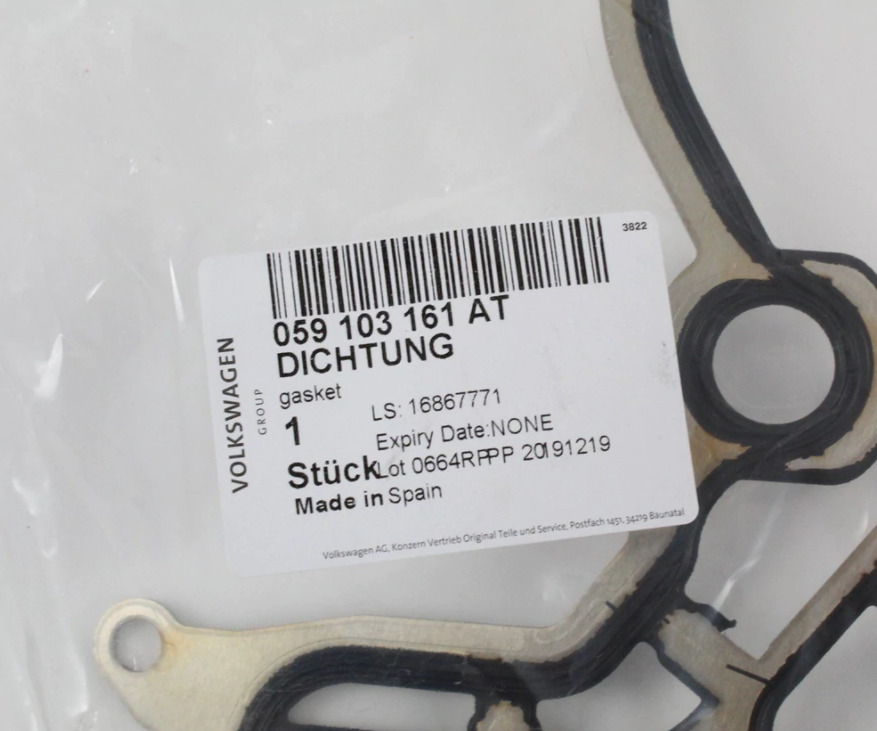 3822
059 103 161 AT
DICHTUNG
gasket
LS: 16867771
1
Expiry Date:NONE
Stück
Lot 0664RPPP 20191219
Made in Spain
VOLKSWAGEN
GROUP
Volkswagen AG, Konzern Vertrieb Original Teile und Service, Postfach 1451, 34219 Baunatal